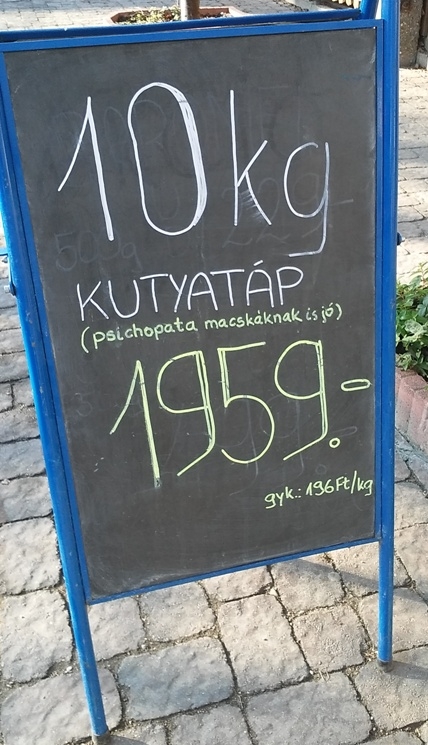 10 kg
KUTYATÁP
(psichopata macskáknak is jó)
1959.-
gyk.: 196 Ft/kg